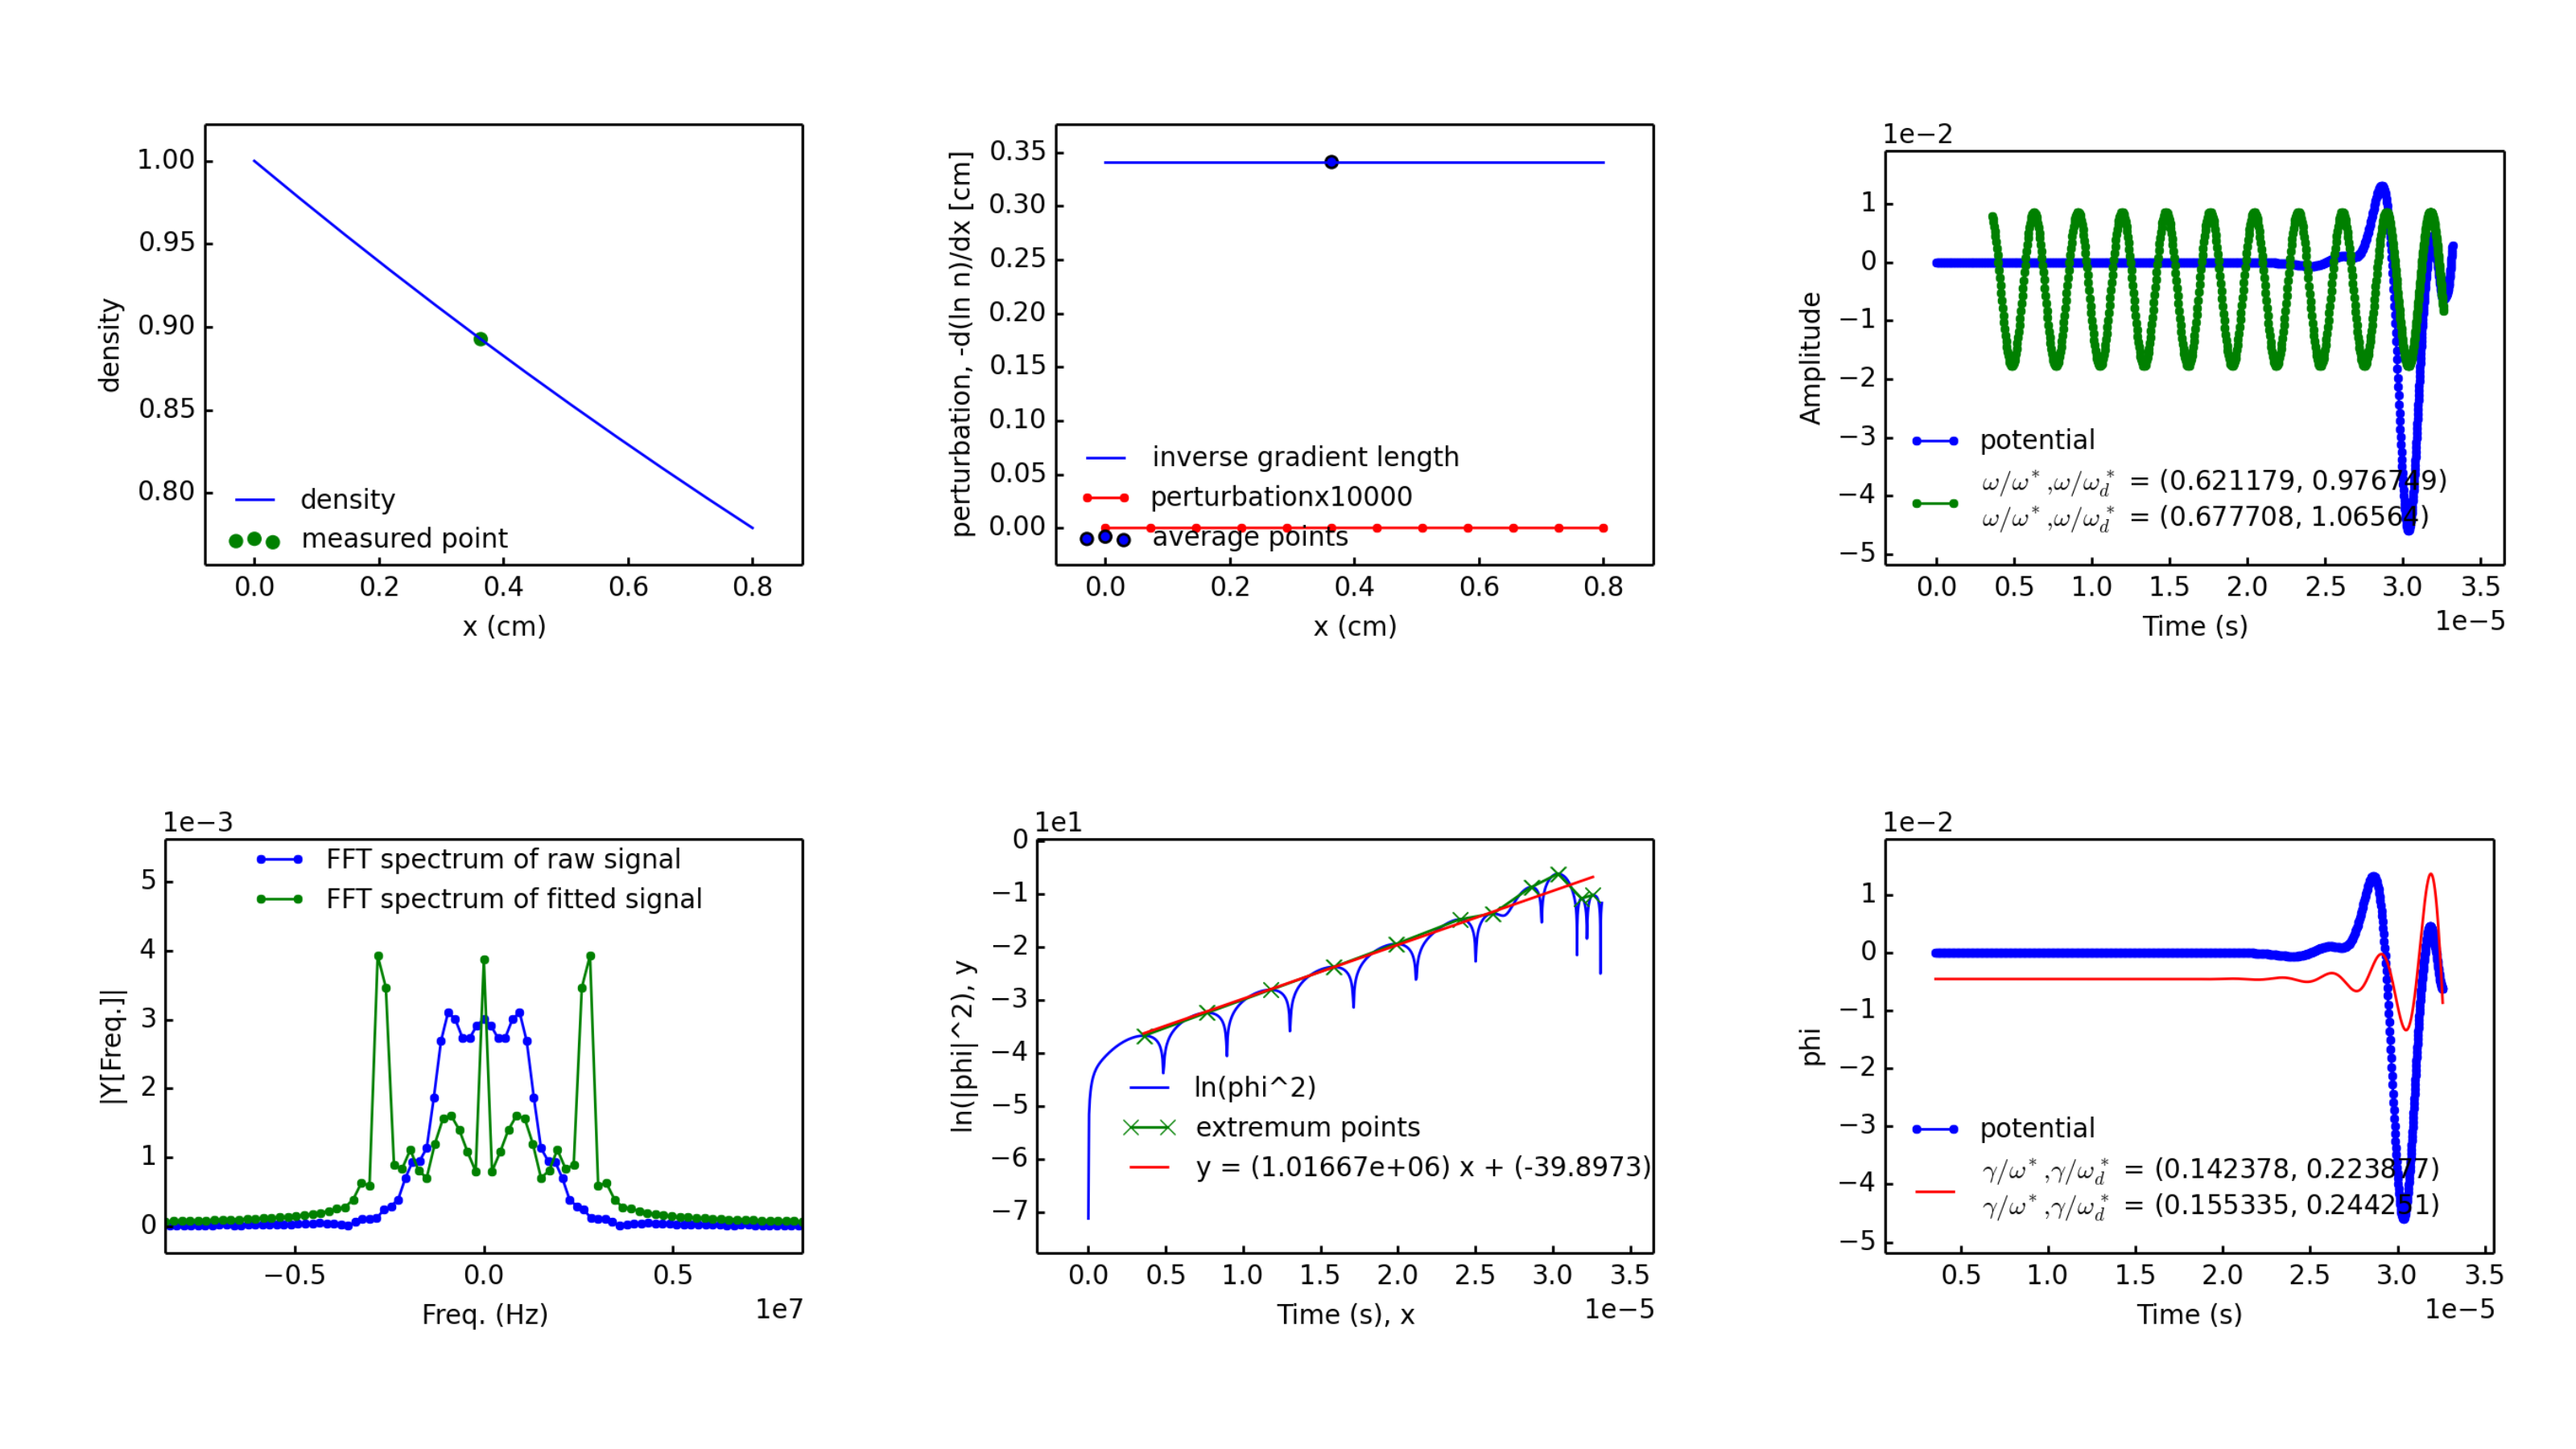 1.00
0.95
0.90
0.85
0.80
density
density
measured point
0.0 0.2 0.4 0.6 0.8
x (cm)
0.35
0.30
0.25
0.20
0.15
0.10
0.05
0.00
perturbation, -d(ln n)/dx [cm]
inverse gradient length
perturbationx10000
average points
0.0 0.2 0.4 0.6 0.8
x (cm)
1e−2
1
0
−1
−2
−3
−4
−5
Amplitude
potential
ω/ω* ,ω/ω*d = (0.621179, 0.976749)
ω/ω* ,ω/ω*d = (0.677708, 1.06564)
0.0 0.5 1.0 1.5 2.0 2.5 3.0 3.5
1e−5
Time (s)
1e−3
5
4
3
2
1
0
|Y[Freq.]|
FFT spectrum of raw signal
FFT spectrum of fitted signal
−0.5 0.0 0.5
1e7
Freq. (Hz)
1e1
0
−1
−2
−3
−4
−5
−6
−7
ln(|phi|^2), y
ln(phi^2)
extremum points
y = (1.01667e+06) x + (-39.8973)
0.0 0.5 1.0 1.5 2.0 2.5 3.0 3.5
1e−5
Time (s), x
1e−2
1
0
−1
−2
−3
−4
−5
phi
potential
γ/ω* ,γ/ω*d = (0.142378, 0.223877)
γ/ω* ,γ/ω*d = (0.155335, 0.244251)
0.5 1.0 1.5 2.0 2.5 3.0 3.5
1e−5
Time (s)